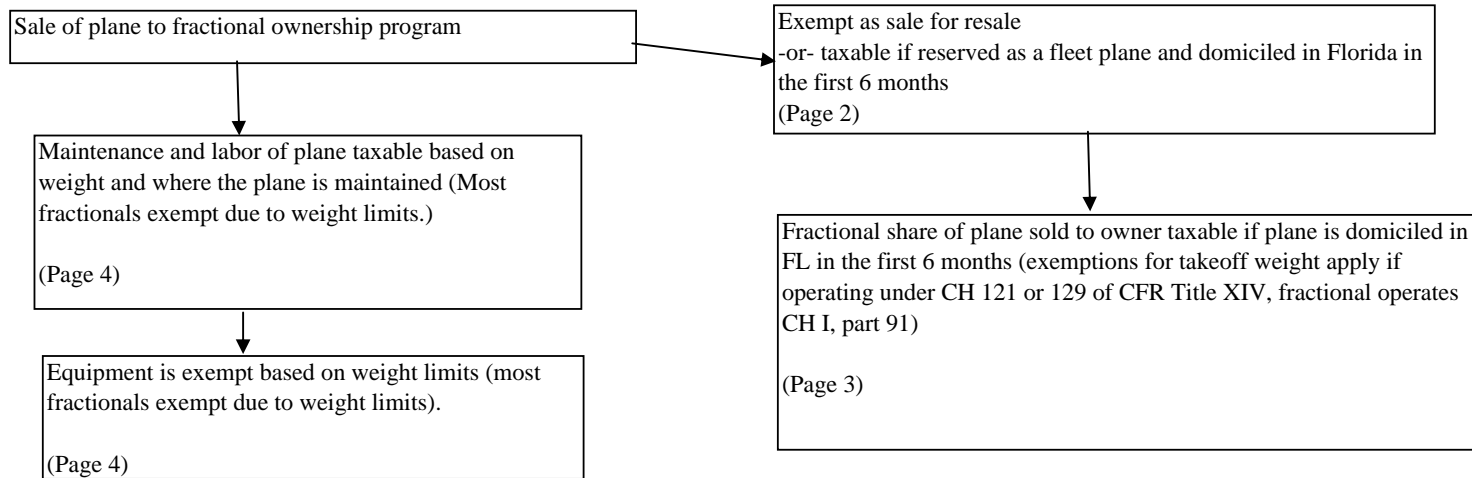 Sale of plane to fractional ownership program
Exempt as sale for resale
-or- taxable if reserved as a fleet plane and domiciled in Florida in
the first 6 months
(Page 2)
Maintenance and labor of plane taxable based on
weight and where the plane is maintained (Most
fractionals exempt due to weight limits.)
(Page 4)
Fractional share of plane sold to owner taxable if plane is domiciled in
FL in the first 6 months (exemptions for takeoff weight apply if
operating under CH 121 or 129 of CFR Title XIV, fractional operates
CH I, part 91)
(Page 3)
Equipment is exempt based on weight limits (most
fractionals exempt due to weight limits).
(Page 4)